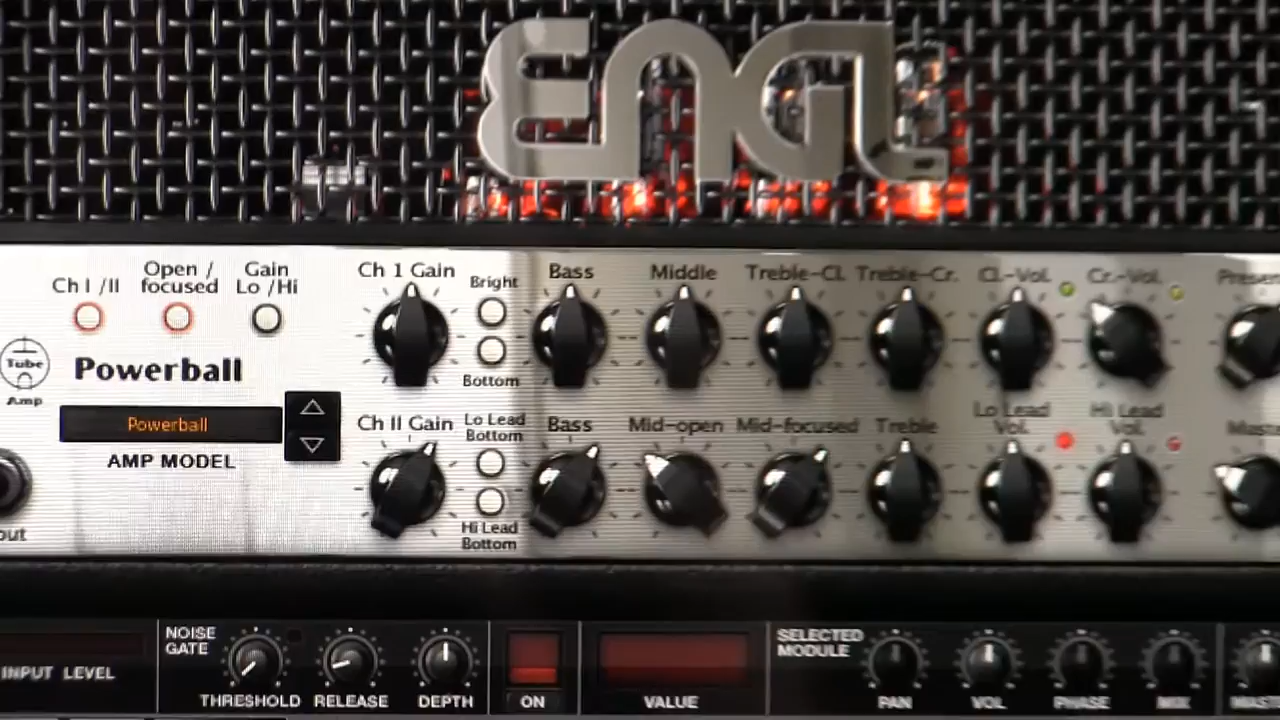 ENGL
Ch I /II
Open / focused
Gain Lo /Hi
Ch 1 Gain
Bright
Bottom
Bass
Middle
Treble-Cl.
Treble-Cr.
Cl.-Vol.
Cr.-Vol.
Tube
Amp
Powerball
Powerball
AMP MODEL
Ch II Gain
Lo Lead
Bottom
Hi Lead
Bottom
Bass
Mid-open
Mid-focused
Treble
Lo Lead
Vol.
Hi Lead
Vol.
INPUT LEVEL
NOISE
GATE
THRESHOLD
RELEASE
DEPTH
ON
VALUE
SELECTED
MODULE
PAN
VOL
PHASE
MIX